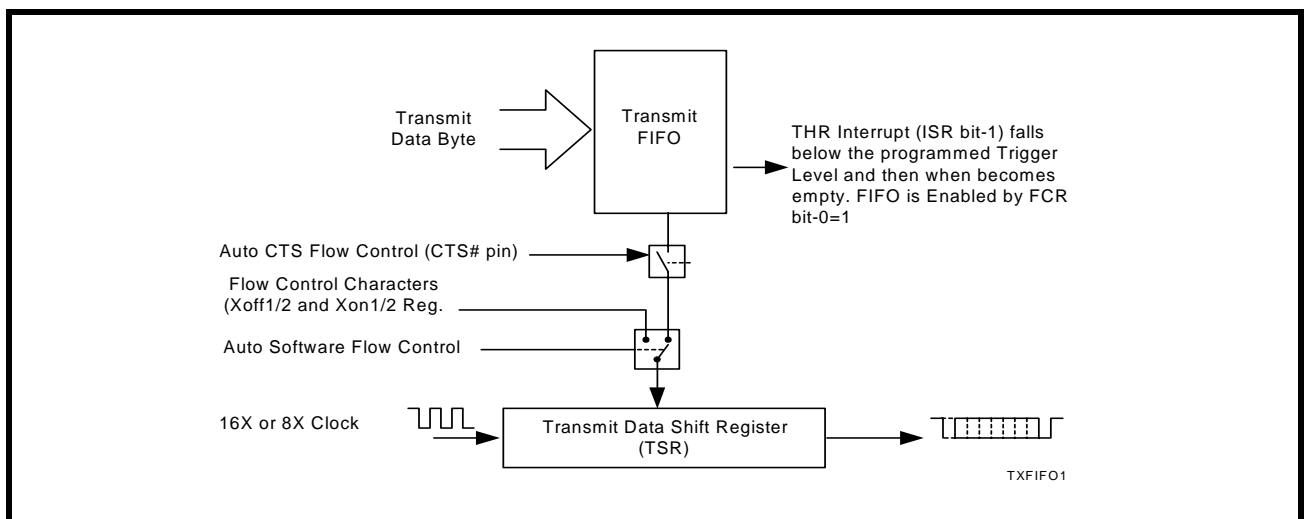 Transmit
Data Byte
Transmit
FIFO
THR Interrupt (ISR bit-1) falls
below the programmed Trigger
Level and then when becomes
empty. FIFO is Enabled by FCR
bit-0=1
Auto CTS Flow Control (CTS# pin)
Flow Control Characters
(Xoff1/2 and Xon1/2 Reg.
Auto Software Flow Control
16X or 8X Clock
Transmit Data Shift Register
(TSR)
TXFIFO1